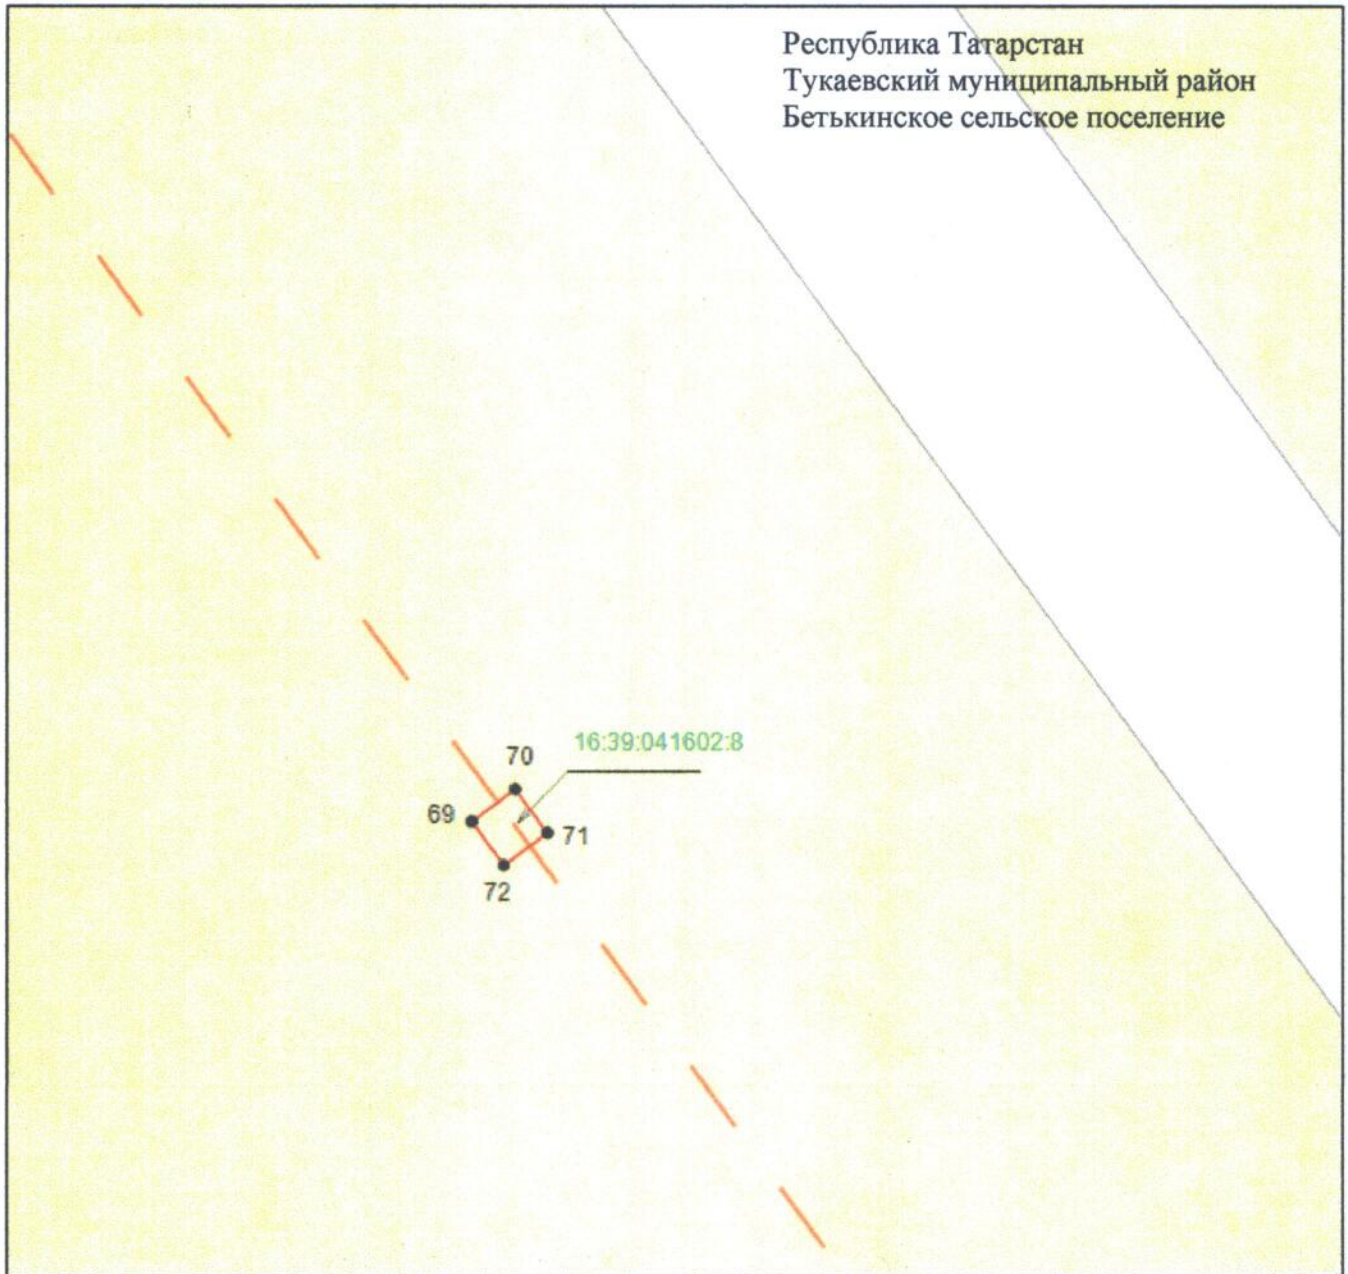 Республика Татарстан
Тукаевский муниципальный район
Бетькинское сельское поселение
16:39:041602:8
70
69
71
72